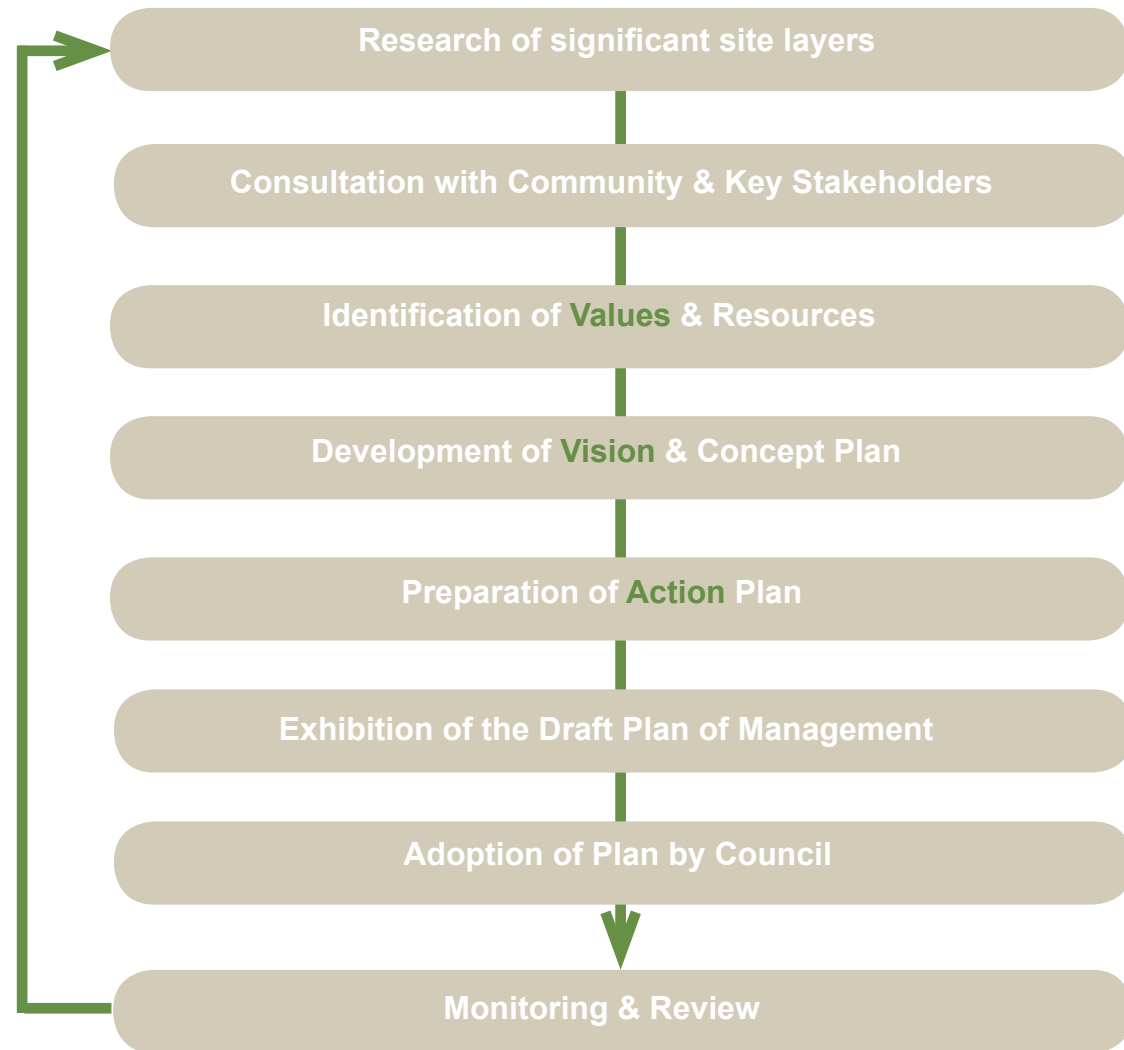 Research of significant site layers
Consultation with Community & Key Stakeholders
Identification of Values & Resources
Development of Vision & Concept Plan
Preparation of Action Plan
Exhibition of the Draft Plan of Management
Adoption of Plan by Council
Monitoring & Review